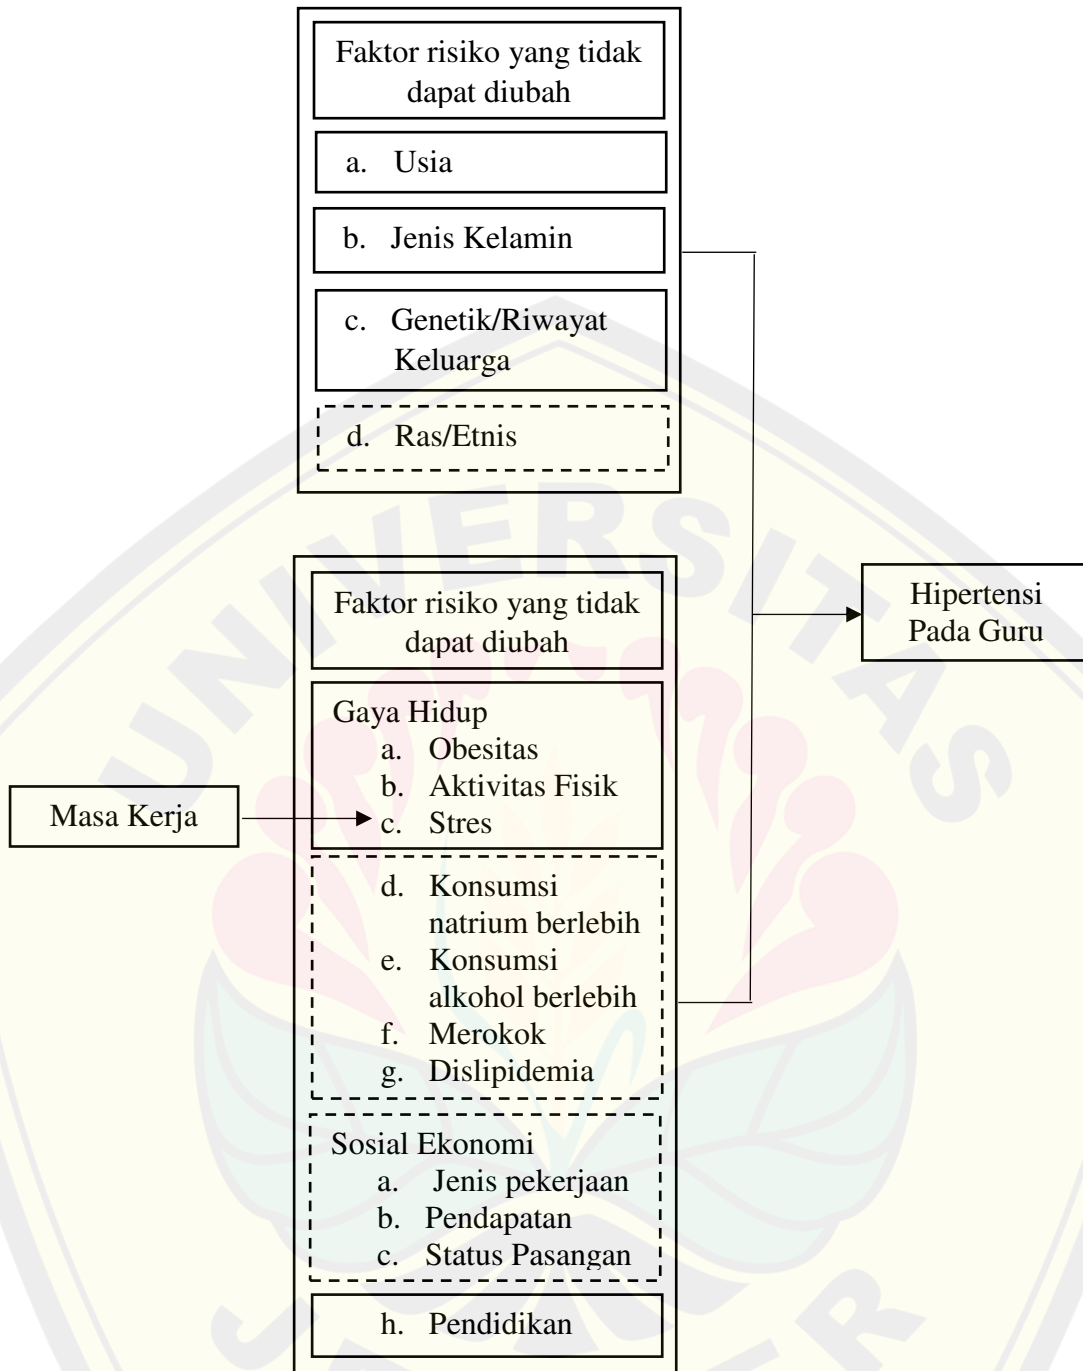 Faktor risiko yang tidak
dapat diubah
a. Usia
b. Jenis Kelamin
c. Genetik/Riwayat
Keluarga
d. Ras/Etnis
Faktor risiko yang tidak
dapat diubah
Gaya Hidup
a. Obesitas
b. Aktivitas Fisik
c. Stres
d. Konsumsi
natrium berlebih
e. Konsumsi
alkohol berlebih
f. Merokok
g. Dislipidemia
Sosial Ekonomi
a. Jenis pekerjaan
b. Pendapatan
c. Status Pasangan
h. Pendidikan
Masa Kerja
Hipertensi
Pada Guru
UNIVERSITAS